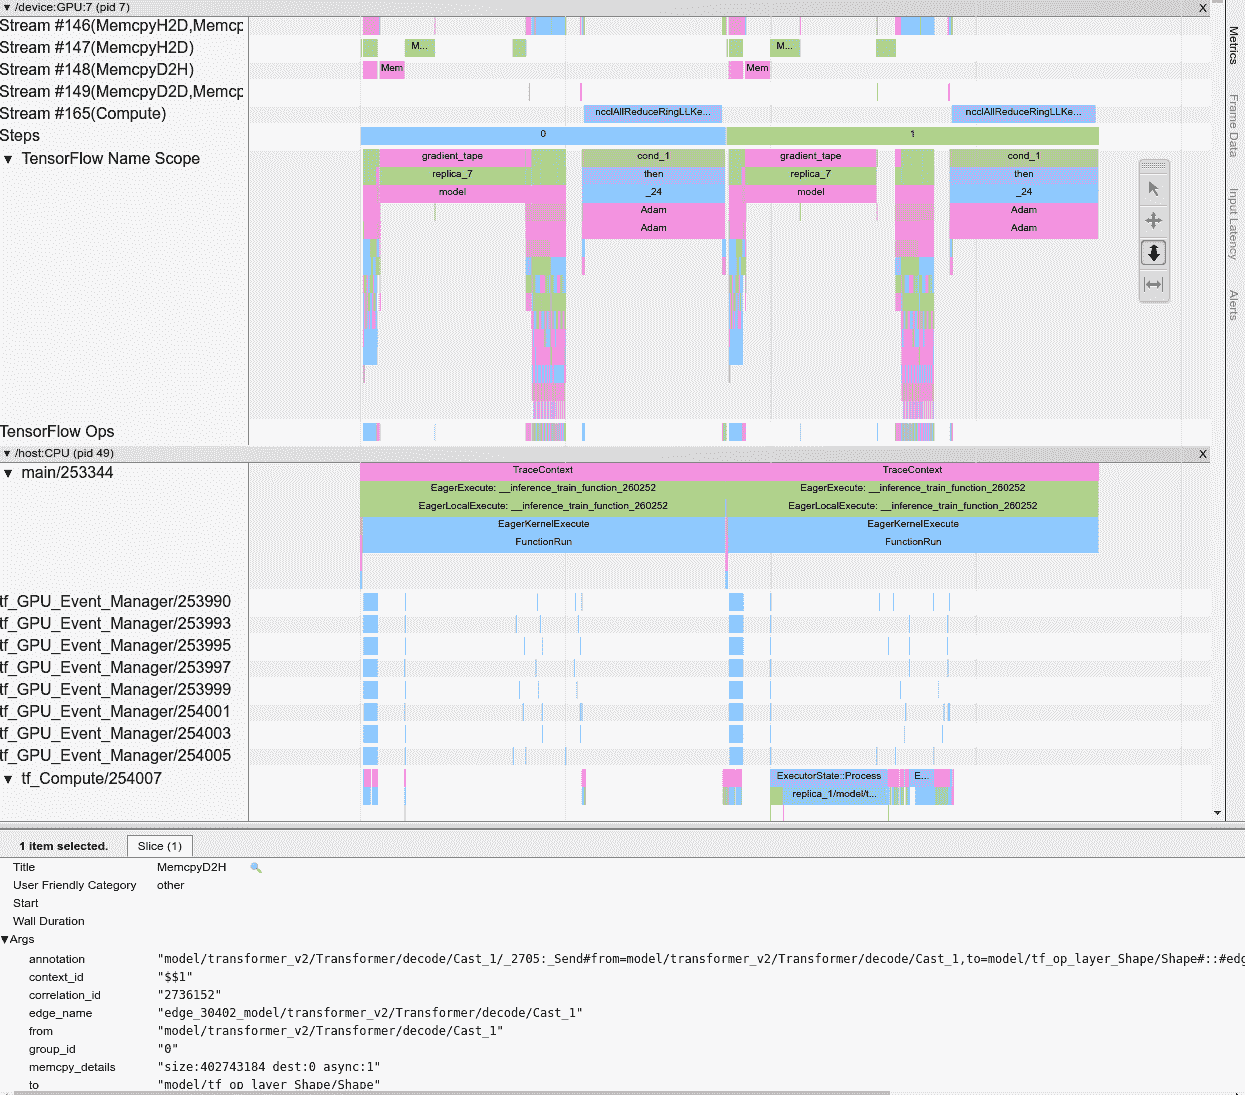 ▼ /device:GPU:7 (pid 7) X
Stream #146(MemcpyH2D,Memcp
Stream #147(MemcpyH2D) M... M...
Stream #148(MemcpyD2H) Mem Mem
Stream #149(MemcpyD2D,Memcp
Stream #165(Compute) ncclAllReduceRingLLKe... ncclAllReduceRingLLKe...
Steps 0 1
▼ TensorFlow Name Scope gradient_tape cond_1 gradient_tape cond_1
replica_7 then replica_7 then
model _24 model _24
Adam Adam
Adam Adam
TensorFlow Ops
Metrics
Frame Data
Input Latency
Alerts
▼ /host:CPU (pid 49) X
▼ main/253344 TraceContext TraceContext
EagerExecute: __inference_train_function_260252 EagerExecute: __inference_train_function_260252
EagerLocalExecute: __inference_train_function_260252 EagerLocalExecute: __inference_train_function_260252
EagerKernelExecute EagerKernelExecute
FunctionRun FunctionRun
tf_GPU_Event_Manager/253990
tf_GPU_Event_Manager/253993
tf_GPU_Event_Manager/253995
tf_GPU_Event_Manager/253997
tf_GPU_Event_Manager/253999
tf_GPU_Event_Manager/254001
tf_GPU_Event_Manager/254003
tf_GPU_Event_Manager/254005
▼ tf_Compute/254007 ExecutorState::Process E...
replica_1/model/t...
1 item selected. Slice (1)
Title MemcpyD2H
User Friendly Category other
Start
Wall Duration
▼Args
annotation "model/transformer_v2/Transformer/decode/Cast_1/_2705:_Send#from=model/transformer_v2/Transformer/decode/Cast_1,to=model/tf_op_layer_Shape/Shape#::#edg
context_id "$$1"
correlation_id "2736152"
edge_name "edge_30402_model/transformer_v2/Transformer/decode/Cast_1"
from "model/transformer_v2/Transformer/decode/Cast_1"
group_id "0"
memcpy_details "size:402743184 dest:0 async:1"
to "model/tf_op_layer_Shape/Shape"